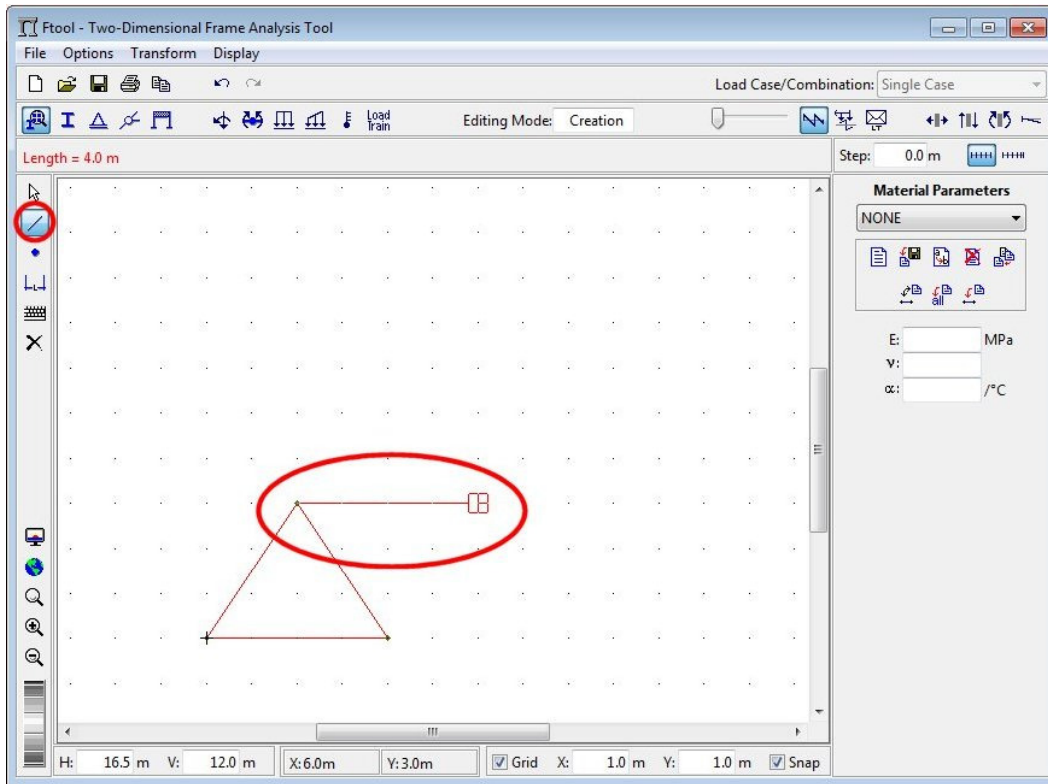 Ftool - Two-Dimensional Frame Analysis Tool
File Options Transform Display
Load Case/Combination: Single Case
Load Train
Editing Mode: Creation
LT
Length = 4.0 m
Step: 0.0 m
Material Parameters
NONE
L
a b
all
E: MPa
ν:
α: /°C
H: 16.5 m V: 12.0 m X: 6.0m Y: 3.0m Grid X: 1.0 m Y: 1.0 m Snap